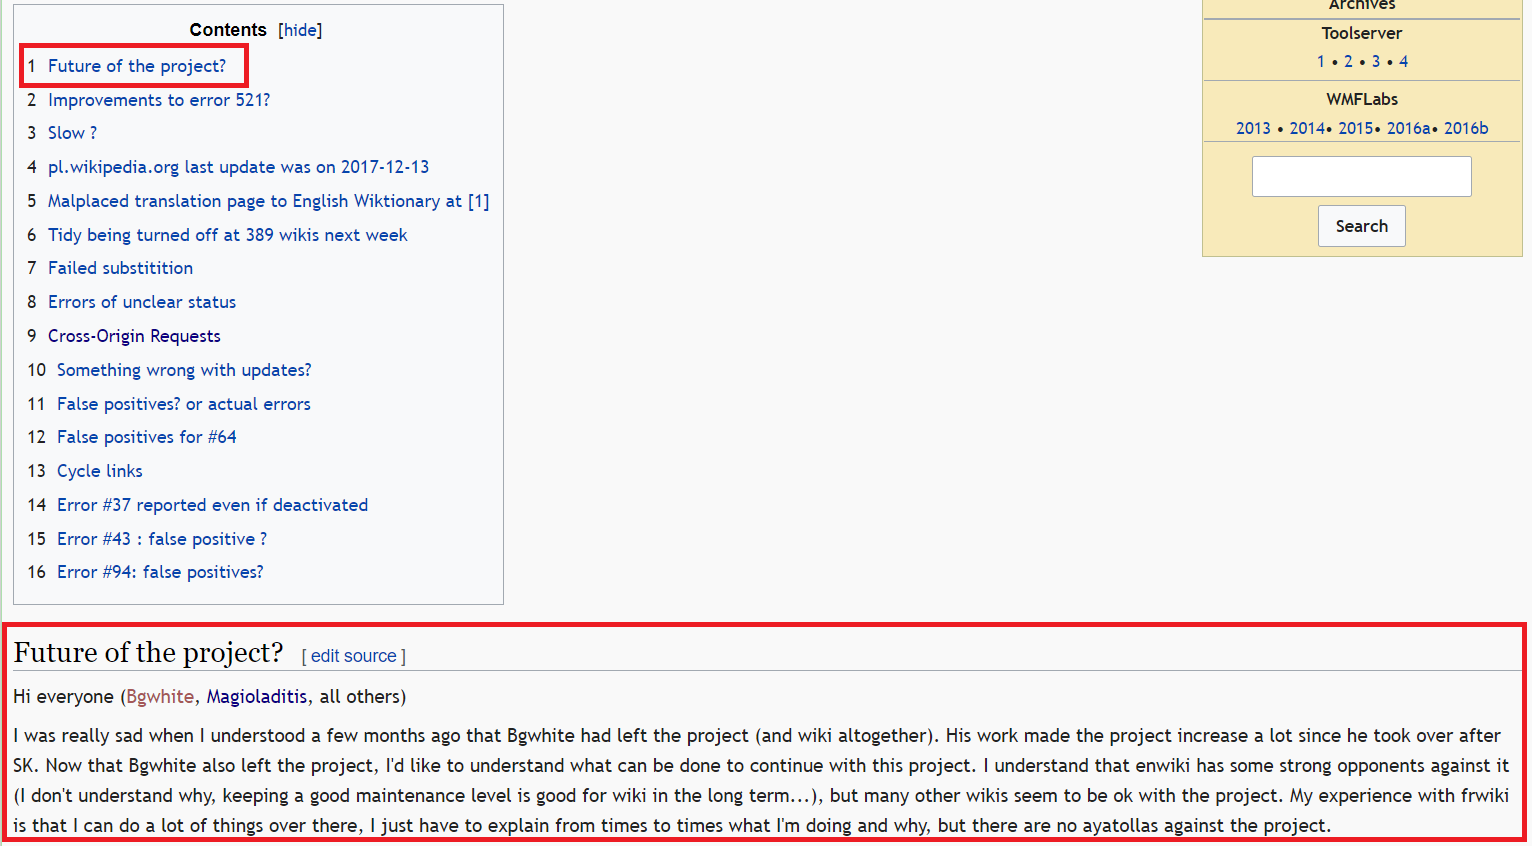 Contents [hide]
1 Future of the project?
2 Improvements to error 521?
3 Slow ?
4 pl.wikipedia.org last update was on 2017-12-13
5 Malplaced translation page to English Wiktionary at [1]
6 Tidy being turned off at 389 wikis next week
7 Failed substitition
8 Errors of unclear status
9 Cross-Origin Requests
10 Something wrong with updates?
11 False positives? or actual errors
12 False positives for #64
13 Cycle links
14 Error #37 reported even if deactivated
15 Error #43 : false positive ?
16 Error #94: false positives?
Archives
Toolserver
1 • 2 • 3 • 4
WMFLabs
2013 • 2014• 2015• 2016a• 2016b
Search
Future of the project? [ edit source ]
Hi everyone (Bgwhite, Magioladitis, all others)
I was really sad when I understood a few months ago that Bgwhite had left the project (and wiki altogether). His work made the project increase a lot since he took over after
SK. Now that Bgwhite also left the project, I'd like to understand what can be done to continue with this project. I understand that enwiki has some strong opponents against it
(I don't understand why, keeping a good maintenance level is good for wiki in the long term...), but many other wikis seem to be ok with the project. My experience with frwiki
is that I can do a lot of things over there, I just have to explain from times to times what I'm doing and why, but there are no ayatollas against the project.